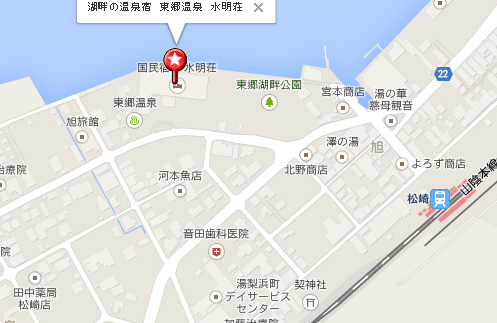 湖畔の温泉宿 東郷温泉 水明荘
国民宿
水明荘
22
東郷湖畔公園
宮本商店
湯の華
慈母観音
東郷温泉
旭旅館
澤の湯
旭
よろず商店
治療院
河本魚店
北野商店
山陰本線
松崎
音田歯科医院
院
湯梨浜町
デイサービス
センター
契神社
田中薬局
松崎店